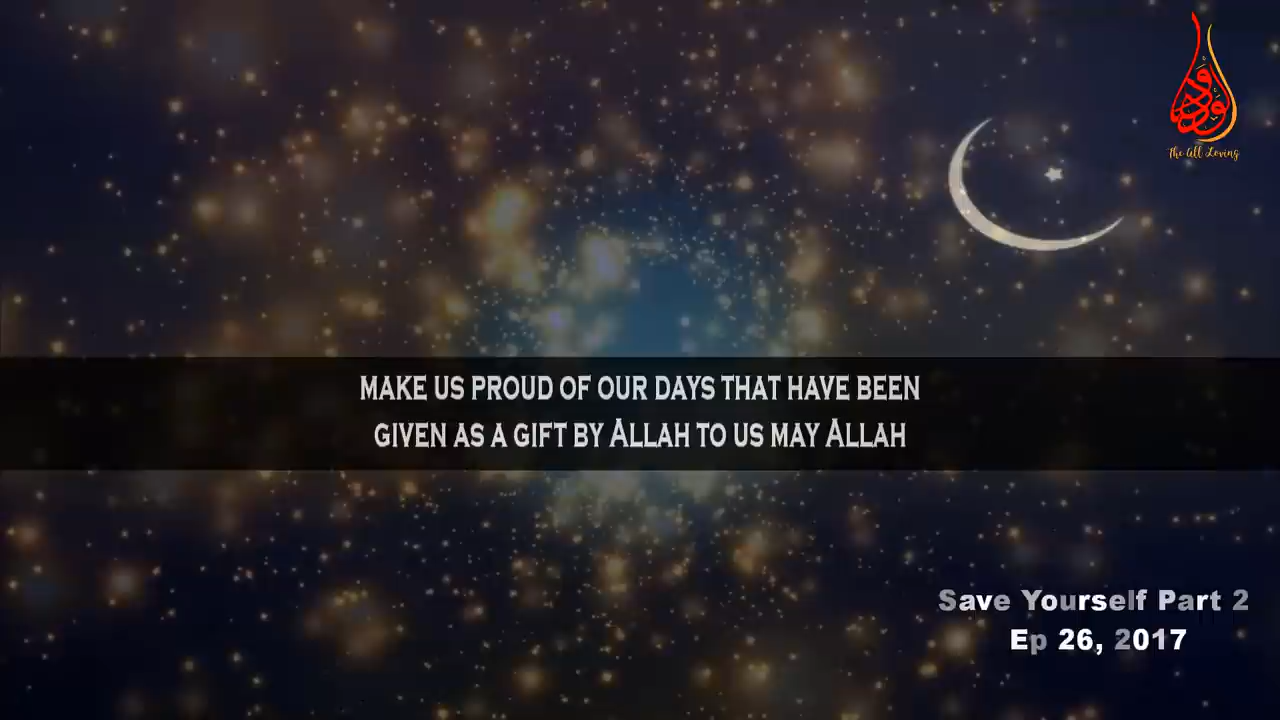 The All Loving
MAKE US PROUD OF OUR DAYS THAT HAVE BEEN
GIVEN AS A GIFT BY ALLAH TO US MAY ALLAH
Save Yourself Part 2
Ep 26, 2017